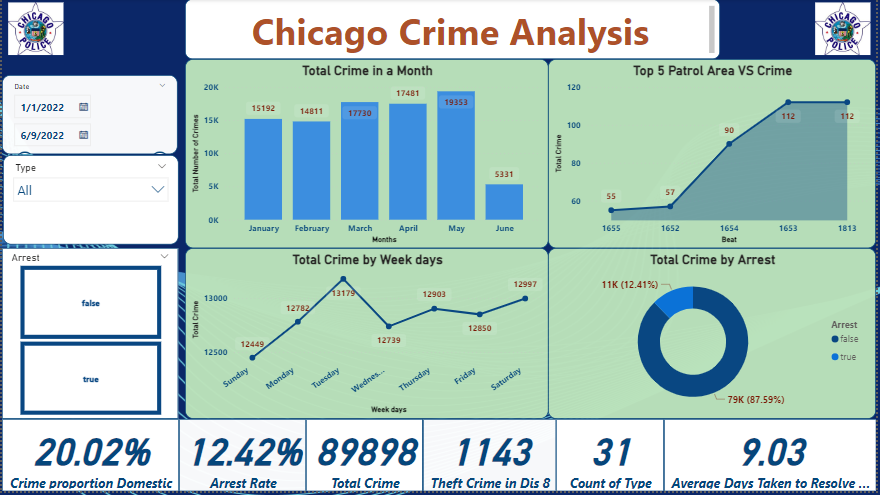 CHICAGO
POLICE
Chicago Crime Analysis
CHICAGO
POLICE
Date
1/1/2022
6/9/2022
Type
All
Arrest
false
true
Total Crime in a Month
Total Number of Crimes
20K
15K
10K
5K
0K
15192
14811
17730
17481
19353
5331
January
February
March
April
May
June
Months
Top 5 Patrol Area VS Crime
Total Crime
120
100
80
60
55
57
90
112
112
1655
1652
1654
1653
1813
Beat
Total Crime by Week days
Total Crime
13000
12500
12449
12782
13179
12739
12903
12850
12997
Sunday
Monday
Tuesday
Wednes...
Thursday
Friday
Saturday
Week days
Total Crime by Arrest
11K (12.41%)
79K (87.59%)
Arrest
false
true
20.02%
Crime proportion Domestic
12.42%
Arrest Rate
89898
Total Crime
1143
Theft Crime in Dis 8
31
Count of Type
9.03
Average Days Taken to Resolve ...